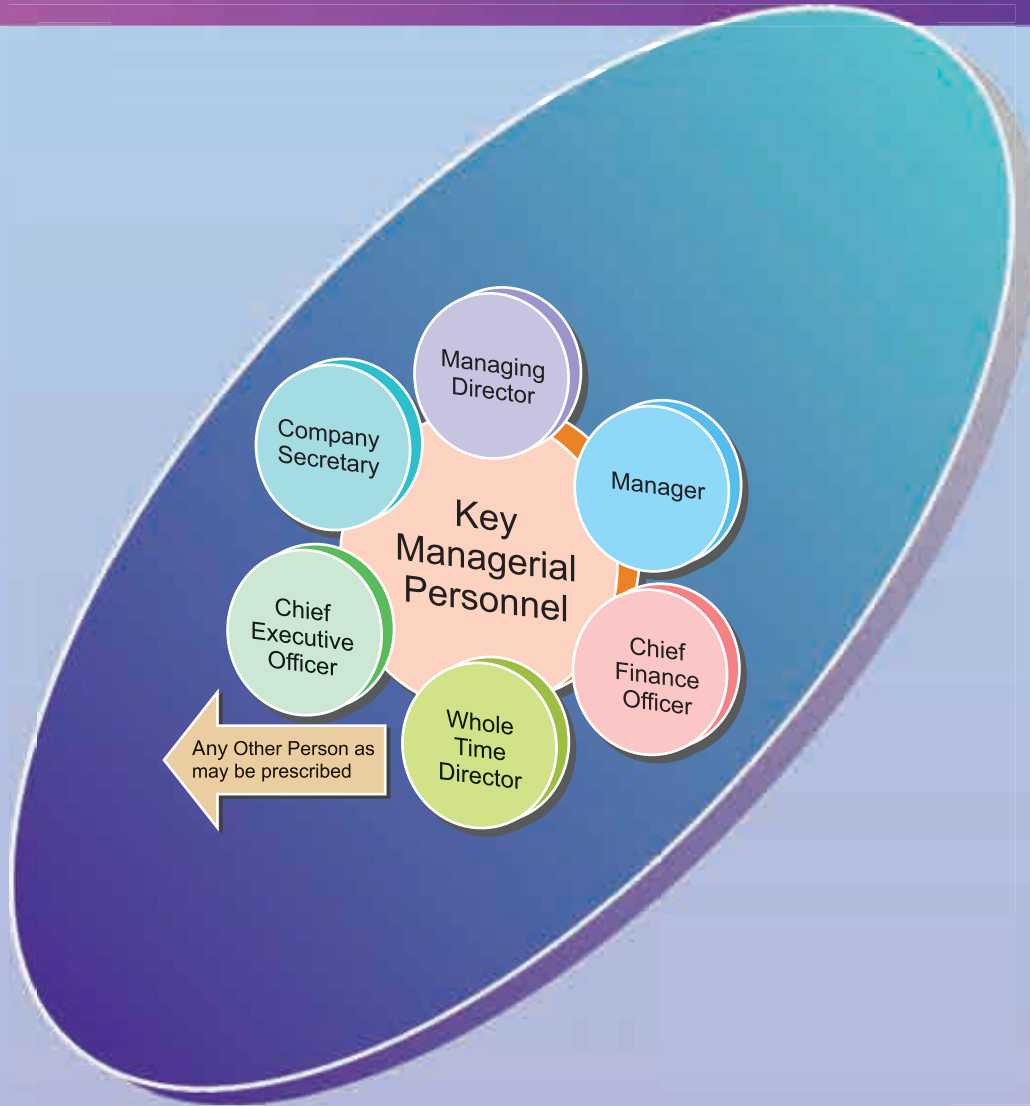 Managing
Director
Company
Secretary
Manager
Key
Managerial
Personnel
Chief
Executive
Officer
Chief
Finance
Officer
Whole
Time
Director
Any Other Person as
may be prescribed